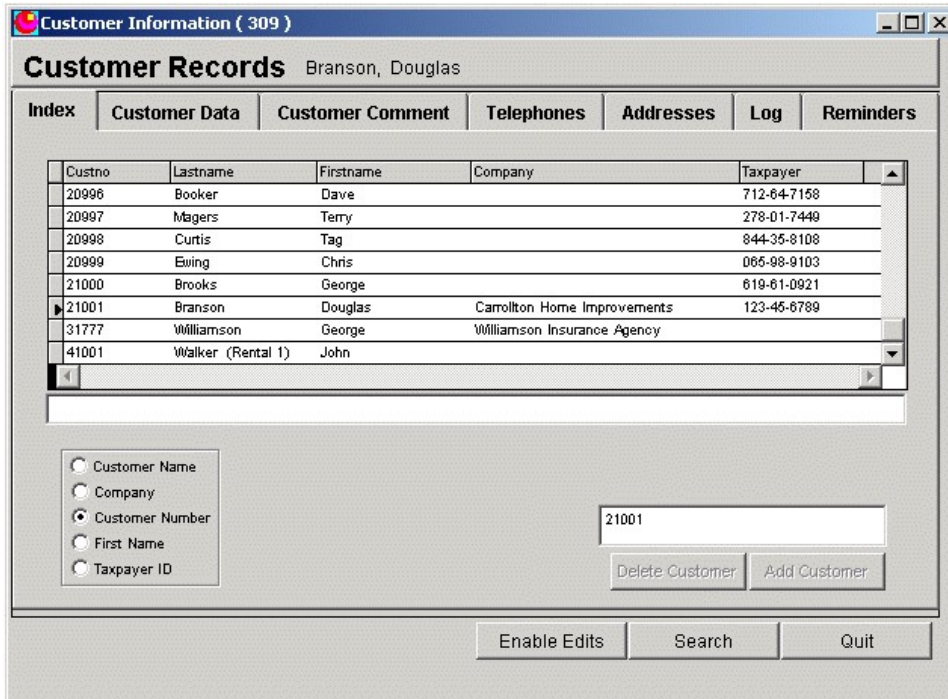 Customer Information ( 309 )
Customer Records Branson, Douglas
Index Customer Data Customer Comment Telephones Addresses Log Reminders
Custno Lastname Firstname Company Taxpayer
20996 Booker Dave 712-64-7158
20997 Magers Terry 278-01-7449
20998 Curtis Tag 844-35-8108
20999 Ewing Chris 065-98-9103
21000 Brooks George 619-61-0921
21001 Branson Douglas Carrollton Home Improvements 123-45-6789
31777 Williamson George Williamson Insurance Agency
41001 Walker (Rental 1) John
Customer Name
Company
Customer Number
First Name
Taxpayer ID
21001
Delete Customer Add Customer
Enable Edits Search Quit